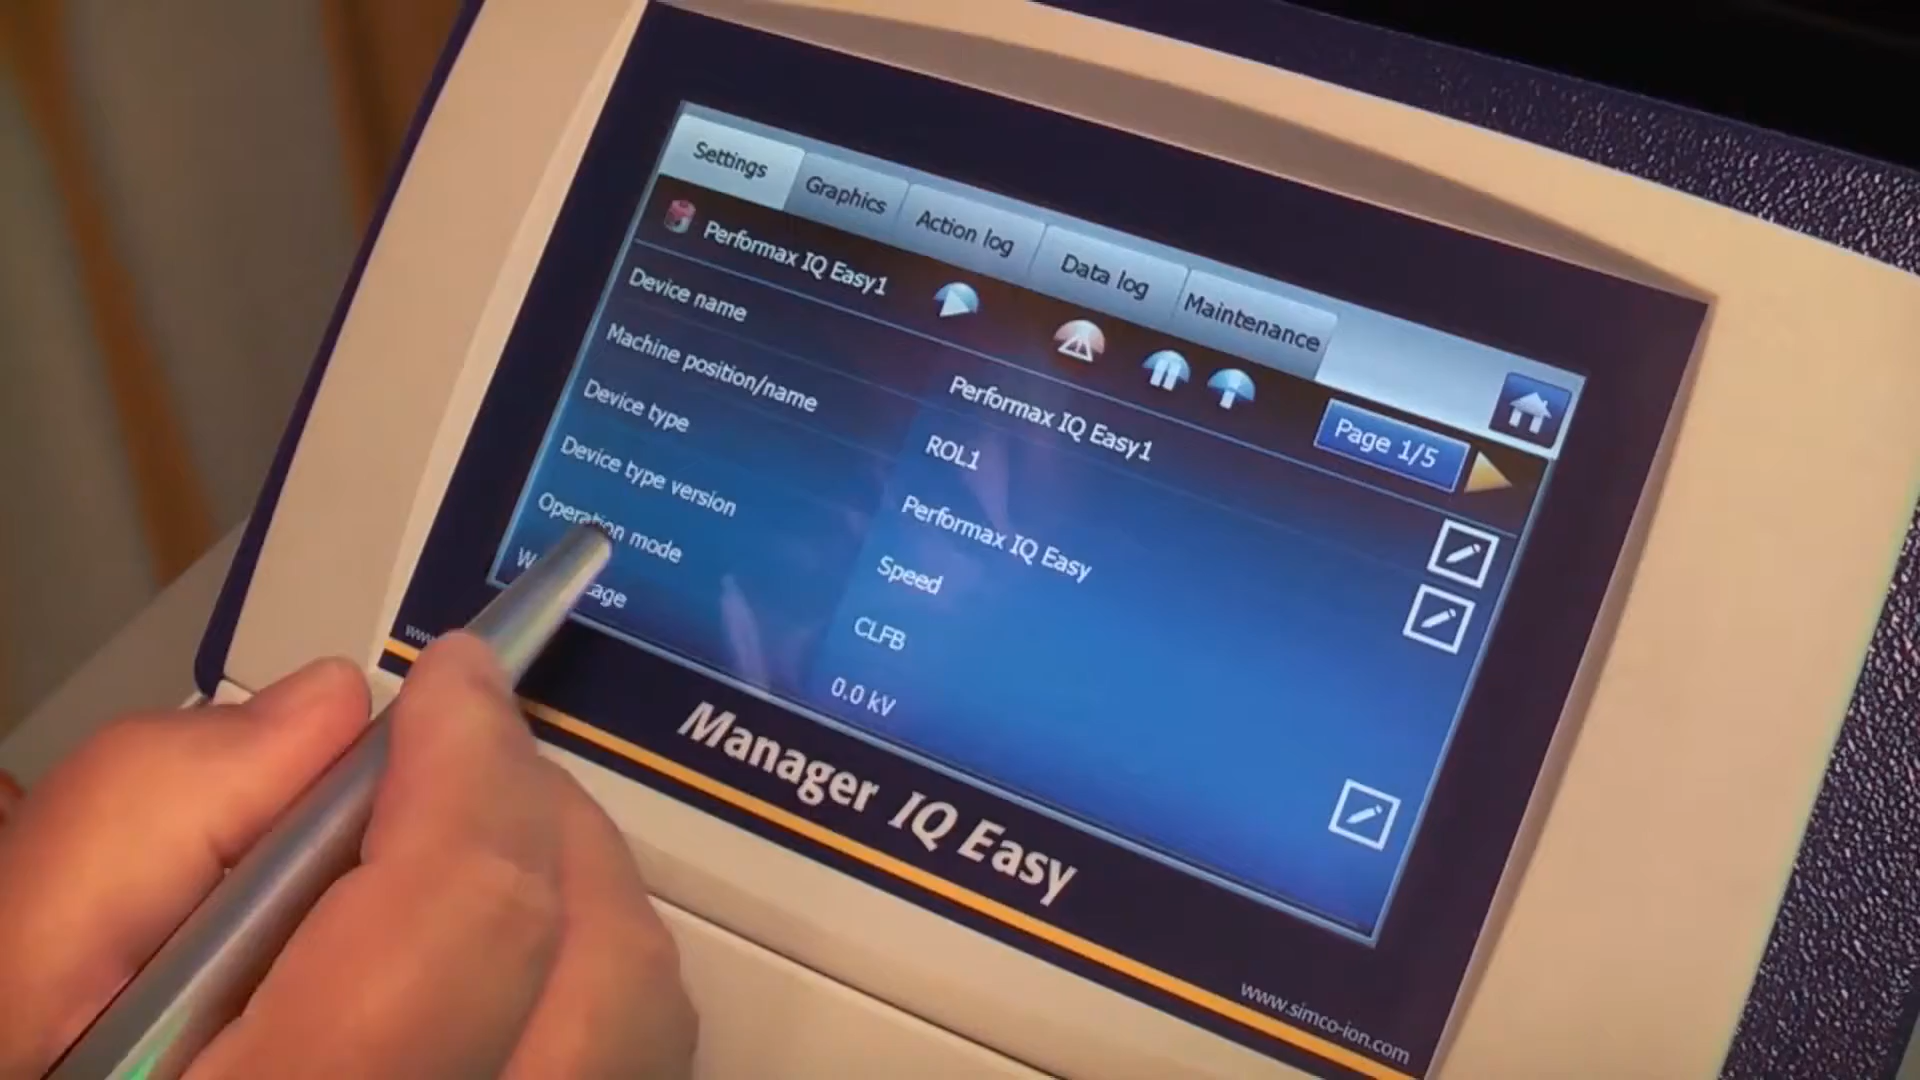 Settings
Graphics
Action log
Data log
Maintenance
Performax IQ Easy1
Page 1/5
Device name
Performax IQ Easy1
Machine position/name
ROL1
Device type
Performax IQ Easy
Device type version
Speed
Operation mode
CLFB
0.0 kV
Manager IQ Easy
www.simco-ion.com